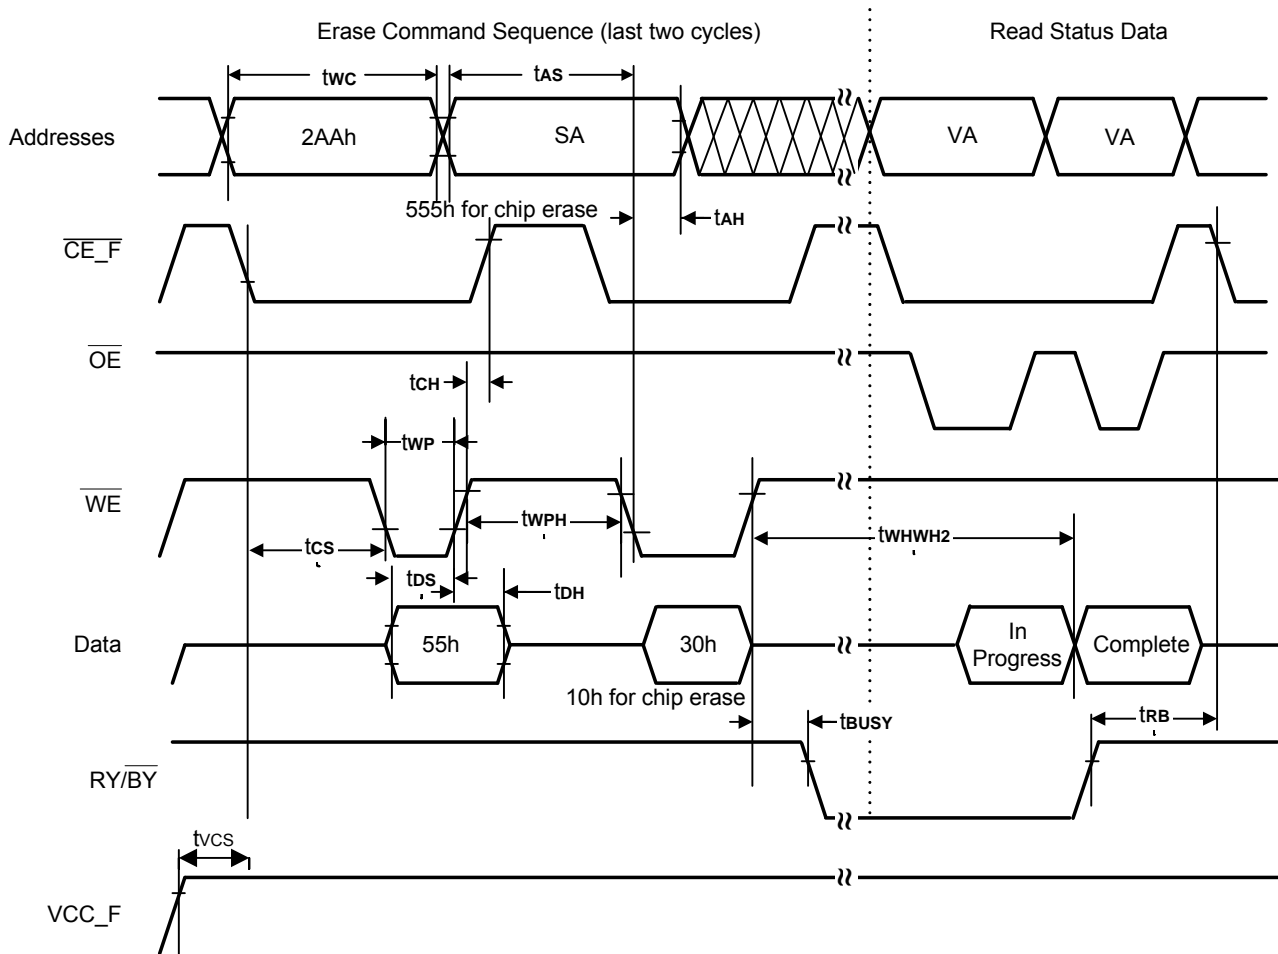 Erase Command Sequence (last two cycles)
Read Status Data
tWC
tAS
Addresses
2AAh
SA
VA
VA
555h for chip erase
tAH
CE_F
OE
tCH
tWP
WE
tWPH
tWHWH2
tCS
tDS
tDH
Data
55h
30h
In
Progress
Complete
10h for chip erase
tBUSY
tRB
RY/BY
tVCS
VCC_F